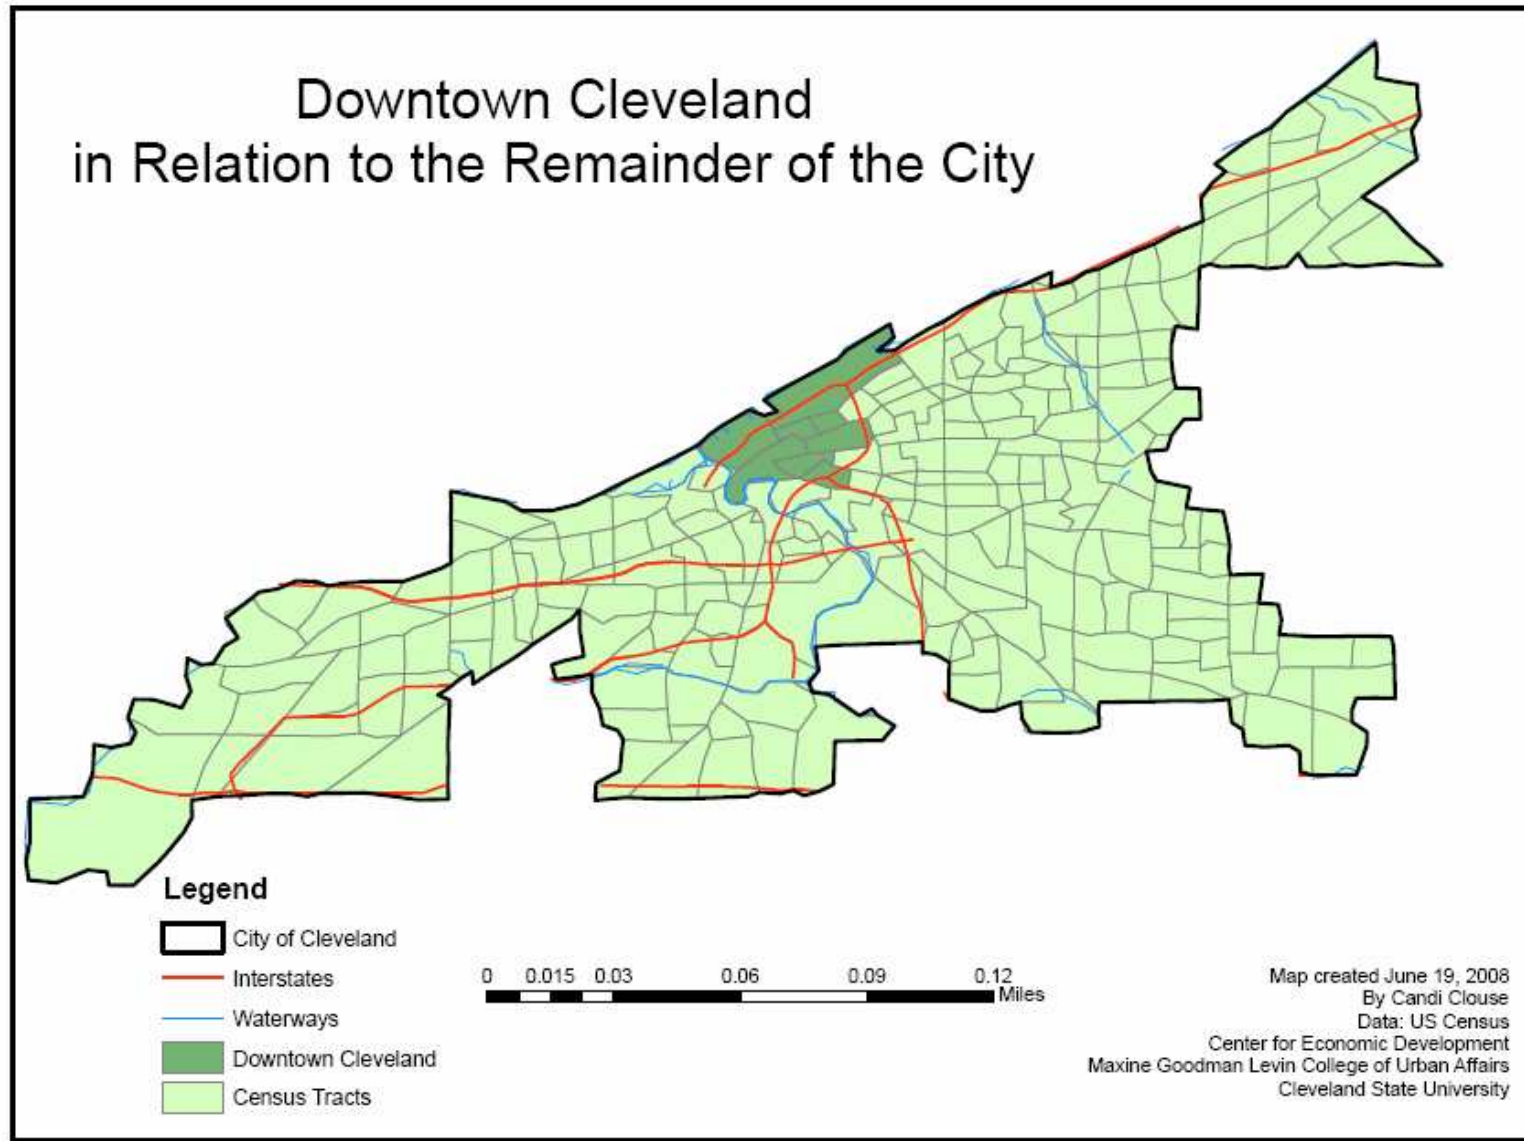 Downtown Cleveland
in Relation to the Remainder of the City
Legend
City of Cleveland
Interstates
Waterways
Downtown Cleveland
Census Tracts
0 0.015 0.03 0.06 0.09 0.12
Miles
Map created June 19, 2008
By Candi Clouse
Data: US Census
Center for Economic Development
Maxine Goodman Levin College of Urban Affairs
Cleveland State University